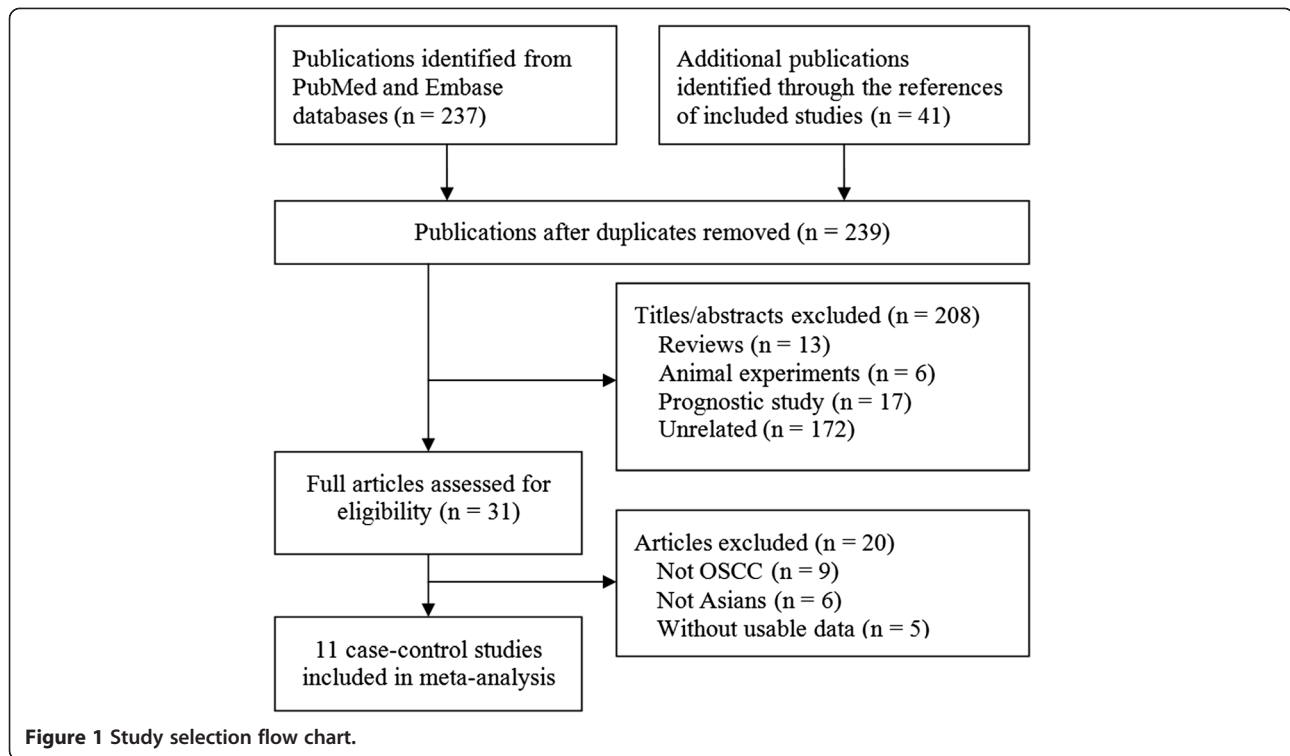 Publications identified from
PubMed and Embase
databases (n = 237)
Additional publications
identified through the references
of included studies (n = 41)
Publications after duplicates removed (n = 239)
Titles/abstracts excluded (n = 208)
Reviews (n = 13)
Animal experiments (n = 6)
Prognostic study (n = 17)
Unrelated (n = 172)
Full articles assessed for
eligibility (n = 31)
Articles excluded (n = 20)
Not OSCC (n = 9)
Not Asians (n = 6)
Without usable data (n = 5)
11 case-control studies
included in meta-analysis
Figure 1 Study selection flow chart.